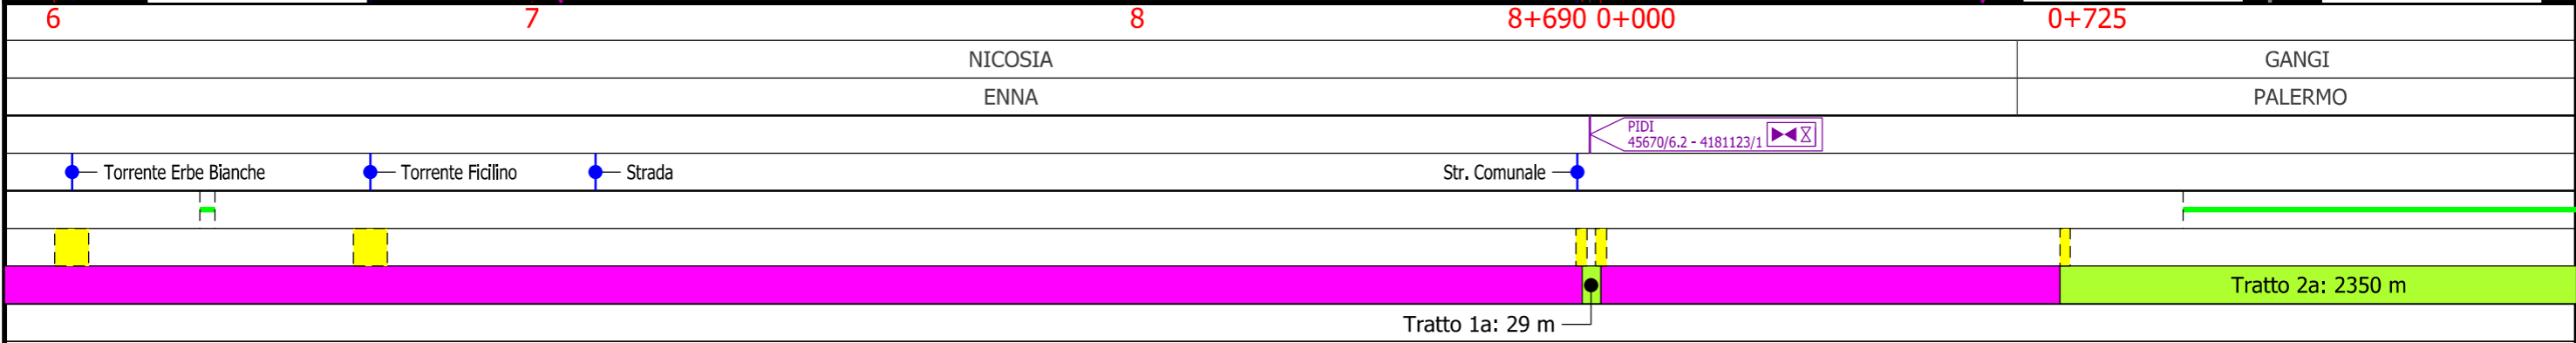 6 7 8 8+690 0+000 0+725
NICOSIA GANGI
ENNA PALERMO
PIDI
45670/6.2 - 4181123/1
Torrente Erbe Bianche Torrente Ficilino Strada Str. Comunale
Tratto 2a: 2350 m
Tratto 1a: 29 m